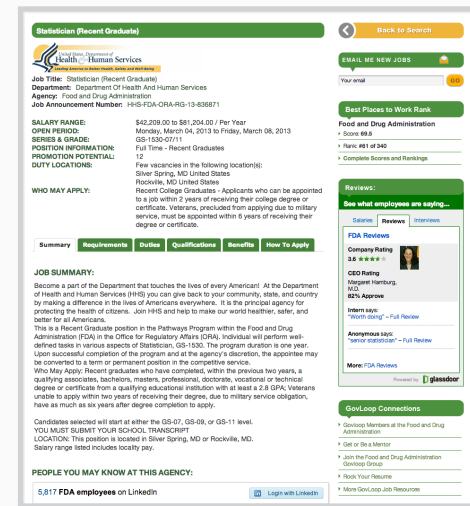 Statistician (Recent Graduate)
United States Department Of
Health & Human Services
Leading America to Better Health, Safety and Well-Being
Job Title: Statistician (Recent Graduate)
Department: Department Of Health And Human Services
Agency: Food and Drug Administration
Job Announcement Number: HHS-FDA-ORA-RG-13-836871
SALARY RANGE: $42,209.00 to $81,204.00 / Per Year
OPEN PERIOD: Monday, March 04, 2013 to Friday, March 08, 2013
SERIES & GRADE: GS-1530-07/11
POSITION INFORMATION: Full Time - Recent Graduates
PROMOTION POTENTIAL: 12
DUTY LOCATIONS: Few vacancies in the following location(s):
Silver Spring, MD United States
Rockville, MD United States
WHO MAY APPLY: Recent College Graduates - Applicants who can be appointed
to a job within 2 years of receiving their college degree or
certificate. Veterans, precluded from applying due to military
service, must be appointed within 6 years of receiving their
degree or certificate.
Summary Requirements Duties Qualifications Benefits How To Apply
JOB SUMMARY:
Become a part of the Department that touches the lives of every American! At the Department
of Health and Human Services (HHS) you can give back to your community, state, and country
by making a difference in the lives of Americans everywhere. It is the principal agency for
protecting the health of citizens. Join HHS and help to make our world healthier, safer, and
better for all Americans.
This is a Recent Graduate position in the Pathways Program within the Food and Drug
Administration (FDA) in the Office for Regulatory Affairs (ORA). Individual will perform well-
defined tasks in various aspects of Statistician, GS-1530. The program duration is one year.
Upon successful completion of the program and at the agency's discretion, the appointee may
be converted to a term or permanent position in the competitive service.
Who May Apply: Recent graduates who have completed, within the previous two years, a
qualifying associates, bachelors, masters, professional, doctorate, vocational or technical
degree or certificate from a qualifying educational institution with at least a 2.8 GPA; Veterans
unable to apply within two years of receiving their degree, due to military service obligation,
have as much as six years after degree completion to apply.
Candidates selected will start at either the GS-07, GS-09, or GS-11 level.
YOU MUST SUBMIT YOUR SCHOOL TRANSCRIPT
LOCATION: This position is located in Silver Spring, MD or Rockville, MD.
Salary range listed includes locality pay.
PEOPLE YOU MAY KNOW AT THIS AGENCY:
5,817 FDA employees on LinkedIn
in Login with LinkedIn
Back to Search
EMAIL ME NEW JOBS
Your email GO
Best Places to Work Rank
Food and Drug Administration
Score: 69.5
Rank: #61 of 340
Complete Scores and Rankings
Reviews:
See what employees are saying...
Salaries Reviews Interviews
FDA Reviews
Company Rating
3.6
CEO Rating
Margaret Hamburg,
M.D.
82% Approve
Intern says:
"Worth doing" – Full Review
Anonymous says:
"senior statistician" – Full Review
More: FDA Reviews
Powered by glassdoor
GovLoop Connections
Govloop Members at the Food and Drug
Administration
Get or Be a Mentor
Join the Food and Drug Administration
Govloop Group
Rock Your Resume
More GovLoop Job Resources